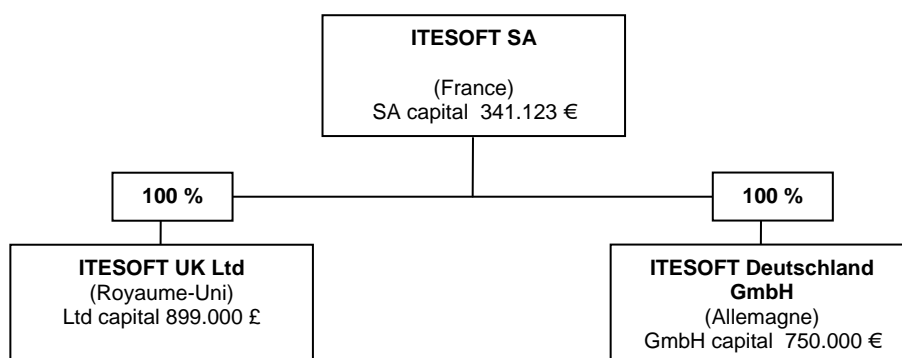 ITESOFT SA
(France)
SA capital 341.123 €
100 %
100 %
ITESOFT UK Ltd
(Royaume-Uni)
Ltd capital 899.000 £
ITESOFT Deutschland
GmbH
(Allemagne)
GmbH capital 750.000 €